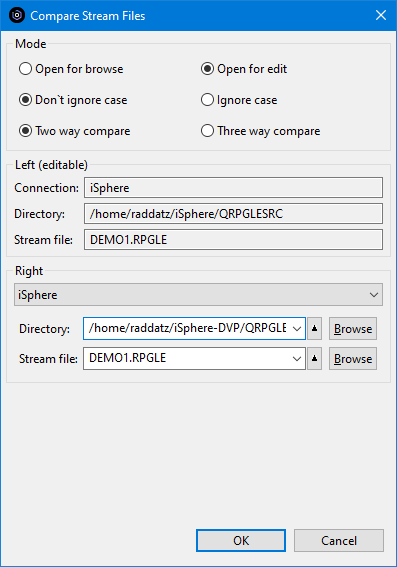 Compare Stream Files
Mode
Open for browse
Open for edit
Don`t ignore case
Ignore case
Two way compare
Three way compare
Left (editable)
Connection: iSphere
Directory: /home/raddatz/iSphere/QRPGLESRC
Stream file: DEMO1.RPGLE
Right
iSphere
Directory: /home/raddatz/iSphere-DVP/QRPGLE Browse
Stream file: DEMO1.RPGLE Browse
OK Cancel